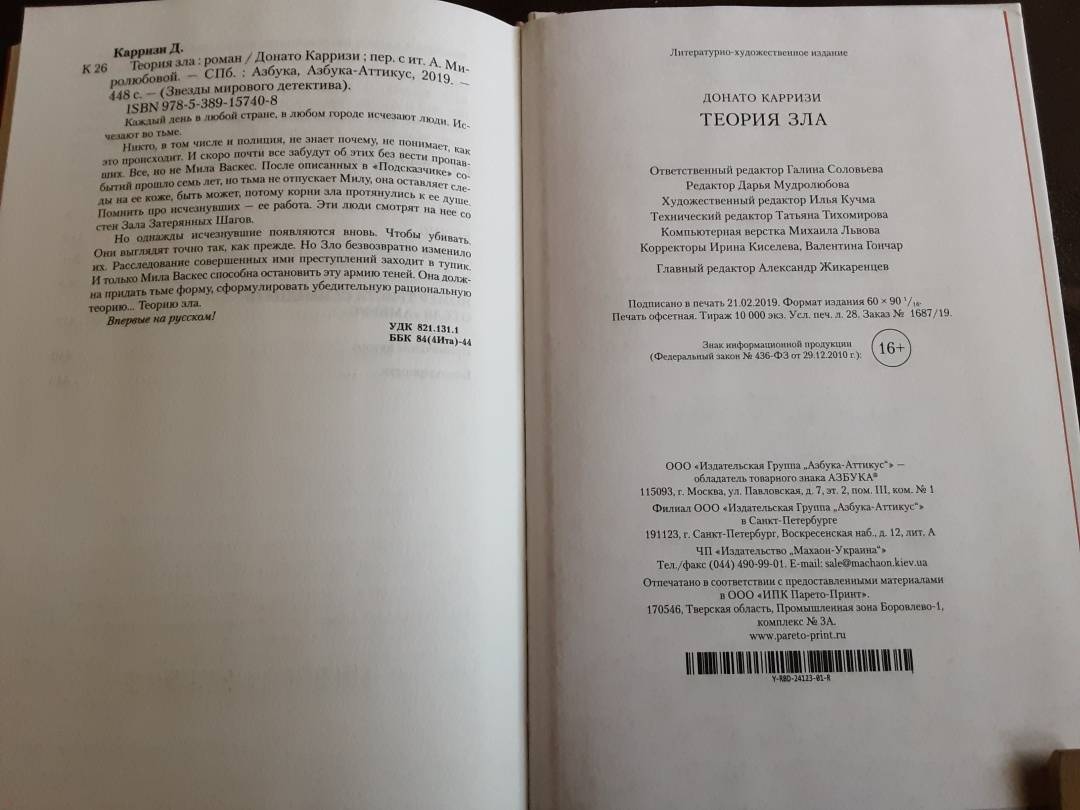 Карризи Д.
К 26 Теория зла : роман / Донато Карризи ; пер. с ит. А. Ми-
ролюбовой. — СПб. : Азбука, Азбука-Аттикус, 2019. —
448 с. — (Звезды мирового детектива).
ISBN 978-5-389-15740-8
Каждый день в любой стране, в любом городе исчезают люди. Ис-
чезают во тьме.
Никто, в том числе и полиция, не знает почему, не понимает, как
это происходит. И скоро почти все забудут об этих без вести пропав-
ших. Все, но не Мила Васкес. После описанных в «Подсказчике» со-
бытий прошло семь лет, но тьма не отпускает Милу, она оставляет сле-
ды на ее коже, быть может, потому корни зла протянулись к ее душе.
Помнить про исчезнувших — ее работа. Эти люди смотрят на нее со
стен Зала Затерянных Шагов.
Но однажды исчезнувшие появляются вновь. Чтобы убивать.
Они выглядят точно так, как прежде. Но Зло безвозвратно изменило
их. Расследование совершенных ими преступлений заходит в тупик.
И только Мила Васкес способна остановить эту армию теней. Она долж-
на придать тьме форму, сформулировать убедительную рациональную
теорию... Теорию зла.
Впервые на русском!
УДК 821.131.1
ББК 84(4Ита)-44
Литературно-художественное издание
ДОНАТО КАРРИЗИ
ТЕОРИЯ ЗЛА
Ответственный редактор Галина Соловьева
Редактор Дарья Мудролюбова
Художественный редактор Илья Кучма
Технический редактор Татьяна Тихомирова
Компьютерная верстка Михаила Львова
Корректоры Ирина Киселева, Валентина Гончар
Главный редактор Александр Жикаренцев
Подписано в печать 21.02.2019. Формат издания 60 × 90 1/16.
Печать офсетная. Тираж 10 000 экз. Усл. печ. л. 28. Заказ № 1687/19.
Знак информационной продукции
(Федеральный закон № 436-ФЗ от 29.12.2010 г.): 16+
ООО «Издательская Группа „Азбука-Аттикус“» —
обладатель товарного знака АЗБУКА®
115093, г. Москва, ул. Павловская, д. 7, эт. 2, пом. III, ком. № 1
Филиал ООО «Издательская Группа „Азбука-Аттикус“»
в Санкт-Петербурге
191123, г. Санкт-Петербург, Воскресенская наб., д. 12, лит. А
ЧП «Издательство „Махаон-Украина“»
Тел./факс (044) 490-99-01. E-mail: sale@machaon.kiev.ua
Отпечатано в соответствии с предоставленными материалами
в ООО «ИПК Парето-Принт».
170546, Тверская область, Промышленная зона Боровлево-1,
комплекс № 3А.
www.pareto-print.ru
Y-RBD-24123-01-R